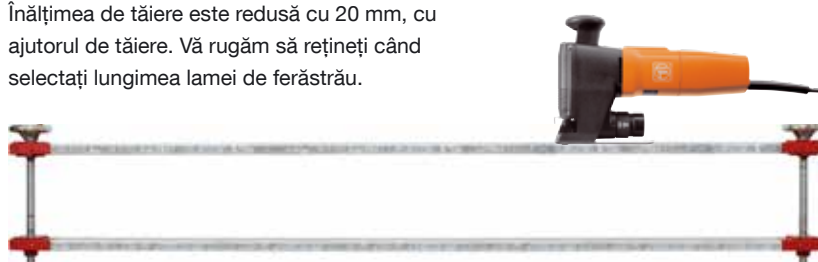 Înălțimea de tăiere este redusă cu 20 mm, cu
ajutorul de tăiere. Vă rugăm să rețineți când
selectați lungimea lamei de ferăstrău.